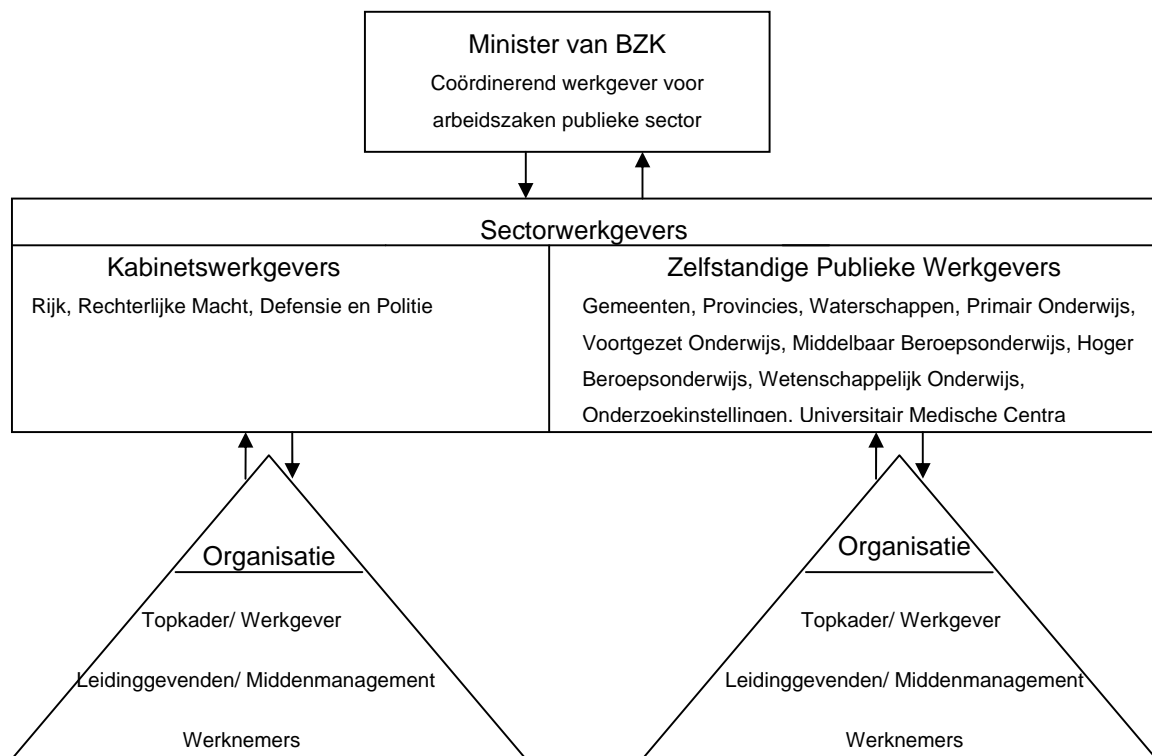 Minister van BZK
Coördinerend werkgever voor
arbeidszaken publieke sector
Sectorwerkgevers
Kabinetswerkgevers
Rijk, Rechterlijke Macht, Defensie en Politie
Zelfstandige Publieke Werkgevers
Gemeenten, Provincies, Waterschappen, Primair Onderwijs,
Voortgezet Onderwijs, Middelbaar Beroepsonderwijs, Hoger
Beroepsonderwijs, Wetenschappelijk Onderwijs,
Onderzoekinstellingen, Universitair Medische Centra
Organisatie
Topkader/ Werkgever
Leidinggevenden/ Middenmanagement
Werknemers
Organisatie
Topkader/ Werkgever
Leidinggevenden/ Middenmanagement
Werknemers